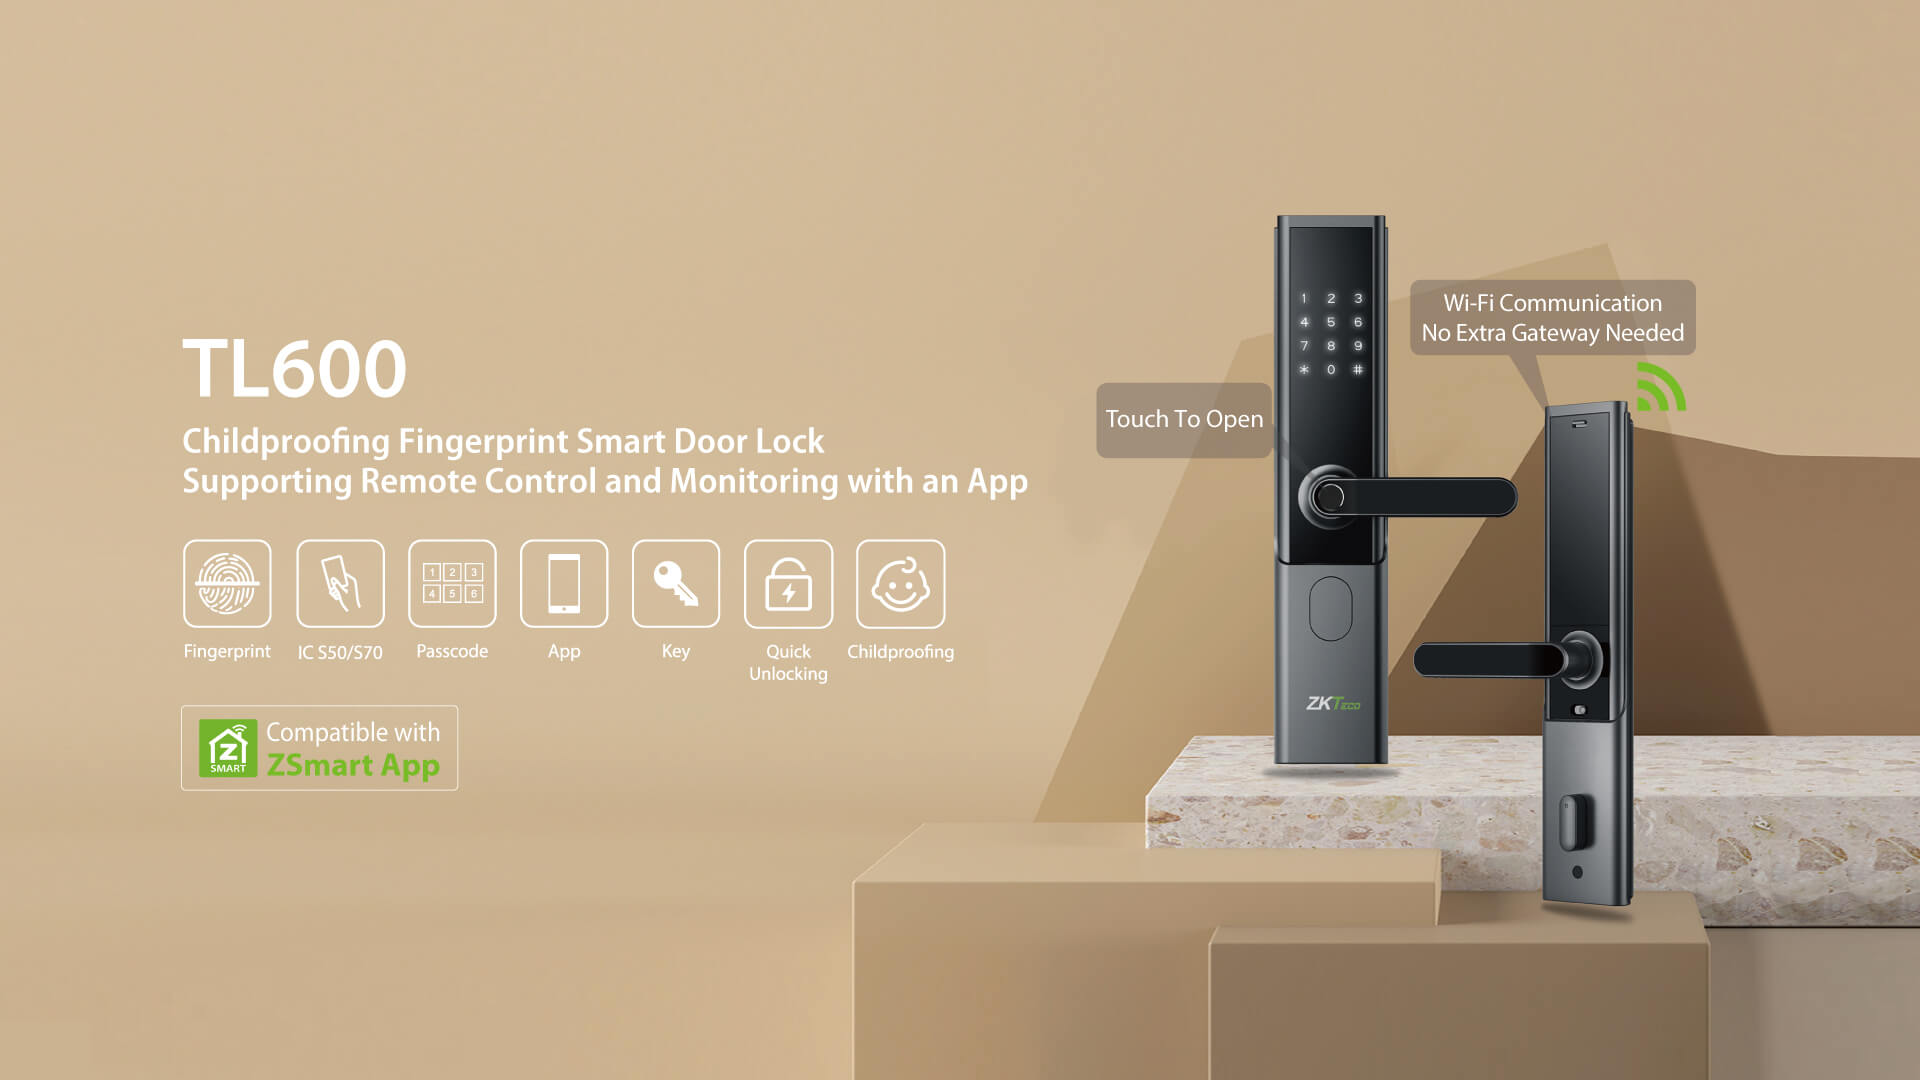 TL600
Childproofing Fingerprint Smart Door Lock
Supporting Remote Control and Monitoring with an App
1 2 3
4 5 6
Fingerprint
IC S50/S70
Passcode
App
Key
Quick
Unlocking
Childproofing
Z
SMART
Compatible with
ZSmart App
Touch To Open
1 2 3
4 5 6
7 8 9
* 0 #
ZKTeco
Wi-Fi Communication
No Extra Gateway Needed